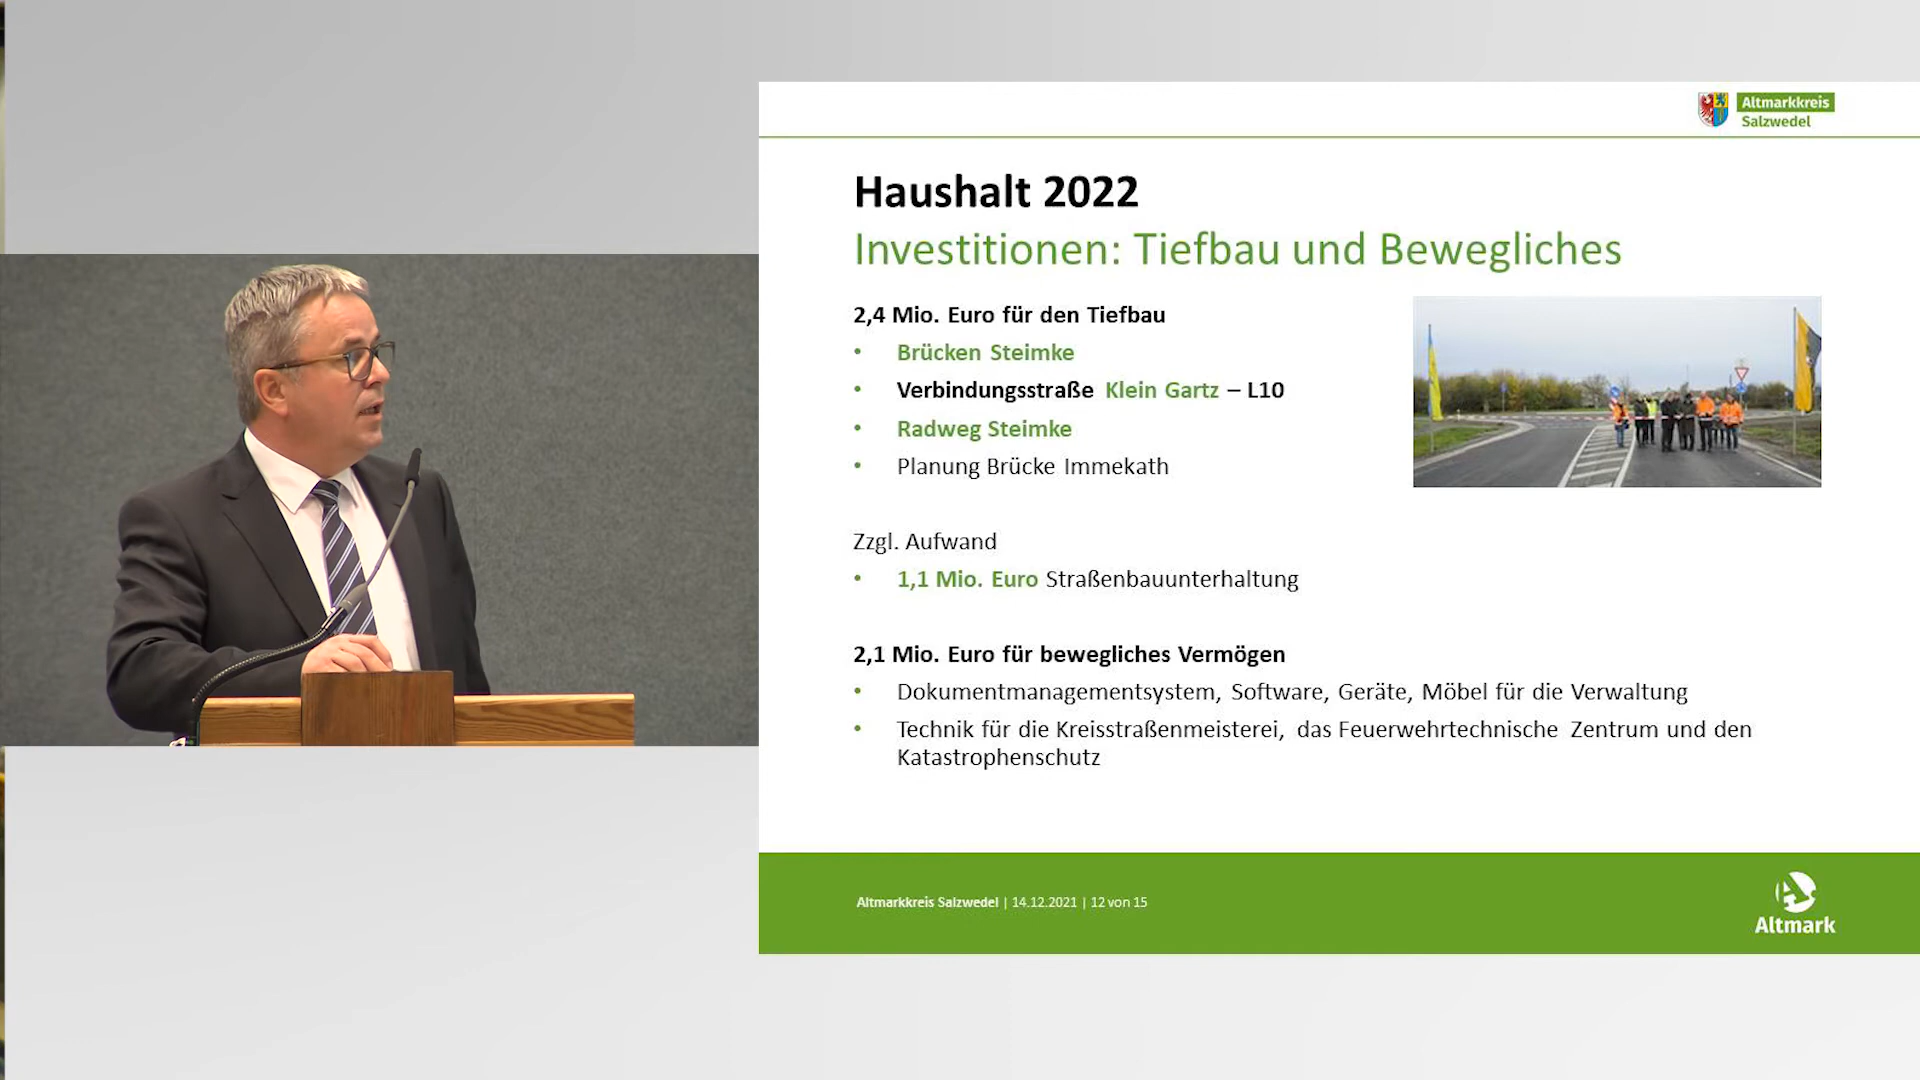 Altmarkkreis
Salzwedel
Haushalt 2022
Investitionen: Tiefbau und Bewegliches
2,4 Mio. Euro für den Tiefbau
• Brücken Steimke
• Verbindungsstraße Klein Gartz – L10
• Radweg Steimke
• Planung Brücke Immekath
Zzgl. Aufwand
• 1,1 Mio. Euro Straßenbauunterhaltung
2,1 Mio. Euro für bewegliches Vermögen
• Dokumentmanagementsystem, Software, Geräte, Möbel für die Verwaltung
• Technik für die Kreisstraßenmeisterei, das Feuerwehrtechnische Zentrum und den
Katastrophenschutz
Altmarkkreis Salzwedel | 14.12.2021 | 12 von 15
Altmark